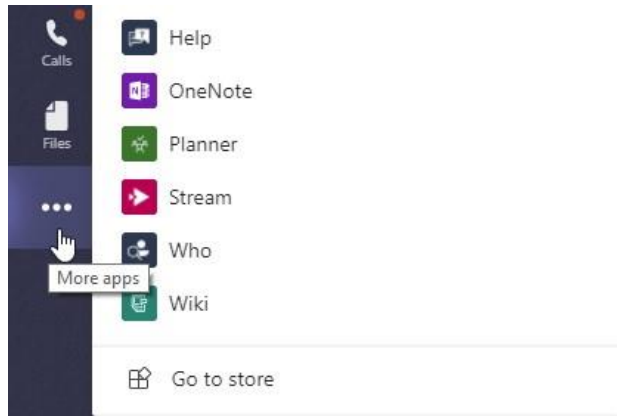 Calls
Files
More apps
Help
OneNote
Planner
Stream
Who
Wiki
Go to store